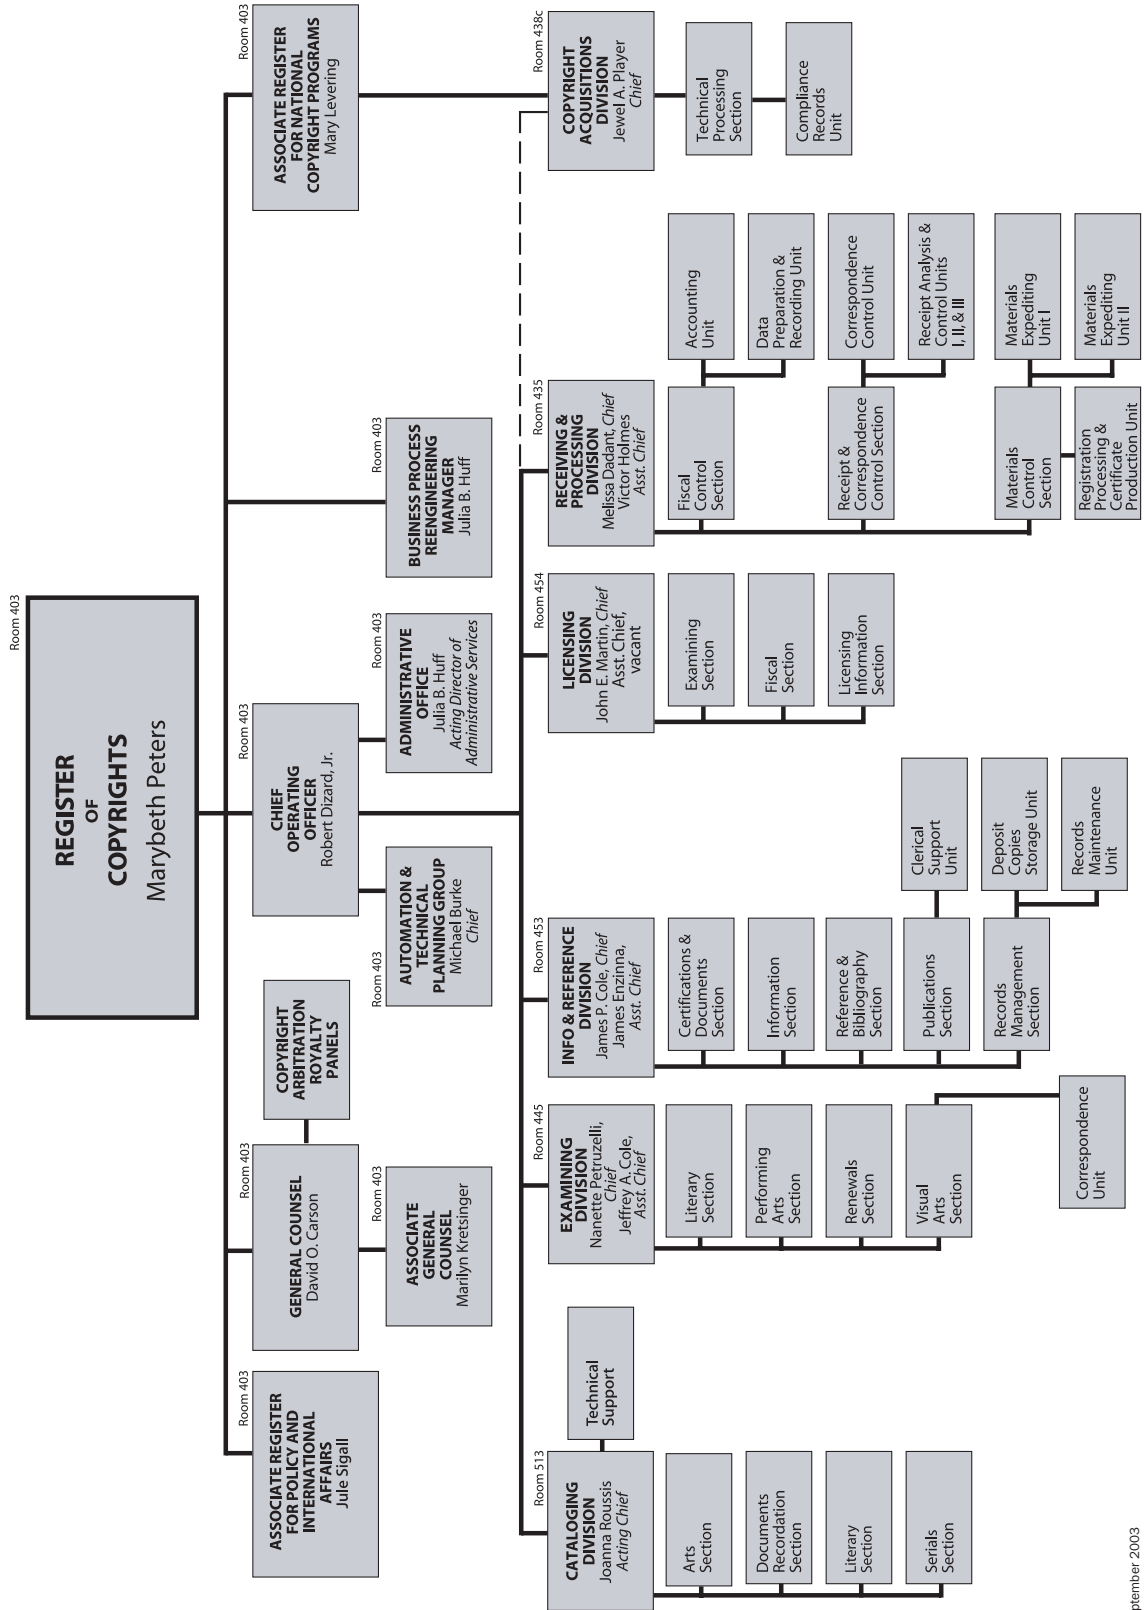 Room 403
REGISTER
OF
COPYRIGHTS
Marybeth Peters
Room 403
ASSOCIATE REGISTER
FOR POLICY AND
INTERNATIONAL
AFFAIRS
Jule Sigall
Room 403
GENERAL COUNSEL
David O. Carson
COPYRIGHT
ARBITRATION
ROYALTY
PANELS
Room 403
CHIEF
OPERATING
OFFICER
Robert Dizard, Jr.
Room 403
ASSOCIATE REGISTER
FOR NATIONAL
COPYRIGHT PROGRAMS
Mary Levering
Room 403
ASSOCIATE
GENERAL
COUNSEL
Marilyn Kretsinger
Room 403
AUTOMATION &
TECHNICAL
PLANNING GROUP
Michael Burke
Chief
Room 403
ADMINISTRATIVE
OFFICE
Julia B. Huff
Acting Director of
Administrative Services
Room 403
BUSINESS PROCESS
REENGINEERING
MANAGER
Julia B. Huff
Room 513
CATALOGING
DIVISION
Joanna Roussis
Acting Chief
Technical
Support
Arts
Section
Documents
Recordation
Section
Literary
Section
Serials
Section
Room 445
EXAMINING
DIVISION
Nanette Petruzelli,
Chief
Jeffrey A. Cole,
Asst. Chief
Literary
Section
Performing
Arts
Section
Renewals
Section
Visual
Arts
Section
Correspondence
Unit
Room 453
INFO & REFERENCE
DIVISION
James P. Cole, Chief
James Enzinna,
Asst. Chief
Certifications &
Documents
Section
Information
Section
Reference &
Bibliography
Section
Publications
Section
Clerical
Support
Unit
Records
Management
Section
Deposit
Copies
Storage Unit
Records
Maintenance
Unit
Room 454
LICENSING
DIVISION
John E. Martin, Chief
Asst. Chief,
vacant
Examining
Section
Fiscal
Section
Licensing
Information
Section
Room 435
RECEIVING &
PROCESSING
DIVISION
Melissa Dadant, Chief
Victor Holmes
Asst. Chief
Fiscal
Control
Section
Accounting
Unit
Data
Preparation &
Recording Unit
Receipt &
Correspondence
Control Section
Correspondence
Control Unit
Receipt Analysis &
Control Units
I, II, & III
Materials
Control
Section
Materials
Expediting
Unit I
Materials
Expediting
Unit II
Registration
Processing &
Certificate
Production Unit
Room 438c
COPYRIGHT
ACQUISITIONS
DIVISION
Jewel A. Player
Chief
Technical
Processing
Section
Compliance
Records
Unit
ptember 2003